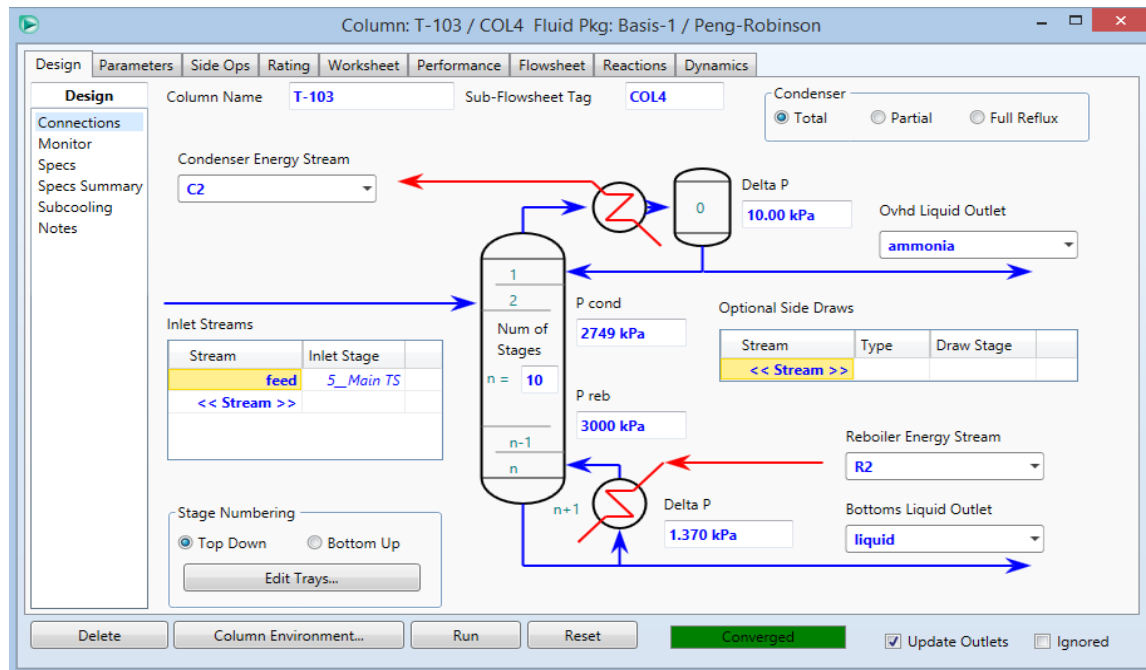 Column: T-103 / COL4 Fluid Pkg: Basis-1 / Peng-Robinson
Design Parameters Side Ops Rating Worksheet Performance Flowsheet Reactions Dynamics
Design
Connections
Monitor
Specs
Specs Summary
Subcooling
Notes
Column Name T-103 Sub-Flowsheet Tag COL4
Condenser
Total Partial Full Reflux
Condenser Energy Stream
C2
0
Delta P
10.00 kPa
Ovhd Liquid Outlet
ammonia
1
2
Num of
Stages
n = 10
n-1
n
n+1
P cond
2749 kPa
P reb
3000 kPa
Delta P
1.370 kPa
Inlet Streams
Stream Inlet Stage
feed 5__Main TS
<< Stream >>
Optional Side Draws
Stream Type Draw Stage
<< Stream >>
Reboiler Energy Stream
R2
Bottoms Liquid Outlet
liquid
Stage Numbering
Top Down Bottom Up
Edit Trays...
Delete Column Environment... Run Reset Converged Update Outlets Ignored